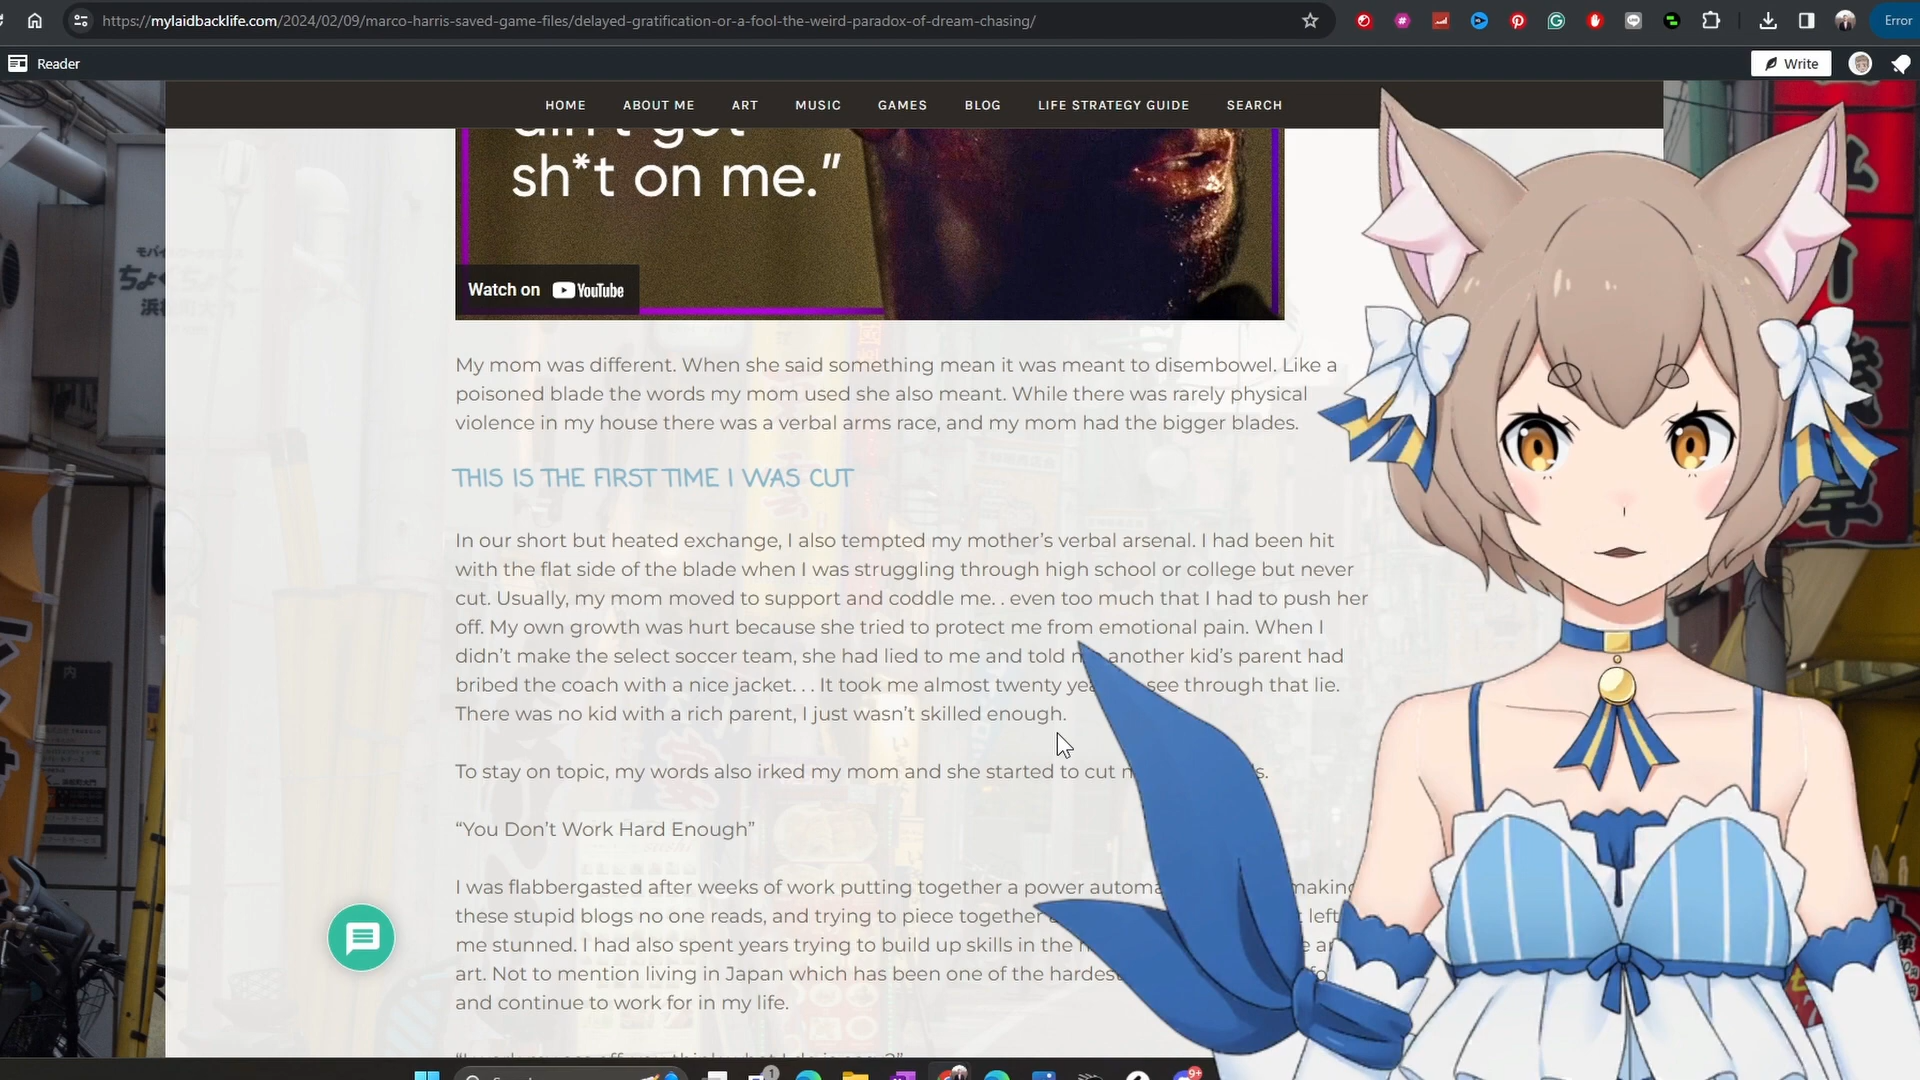 https://mylaidbacklife.com/2024/02/09/marco-harris-saved-game-files/delayed-gratification-or-a-fool-the-weird-paradox-of-dream-chasing/
Error
Reader
Write
HOME ABOUT ME ART MUSIC GAMES BLOG LIFE STRATEGY GUIDE SEARCH
ain't got
sh*t on me.”
Watch on YouTube
My mom was different. When she said something mean it was meant to disembowel. Like a
poisoned blade the words my mom used she also meant. While there was rarely physical
violence in my house there was a verbal arms race, and my mom had the bigger blades.
THIS IS THE FIRST TIME I WAS CUT
In our short but heated exchange, I also tempted my mother’s verbal arsenal. I had been hit
with the flat side of the blade when I was struggling through high school or college but never
cut. Usually, my mom moved to support and coddle me. . even too much that I had to push her
off. My own growth was hurt because she tried to protect me from emotional pain. When I
didn’t make the select soccer team, she had lied to me and told another kid’s parent had
bribed the coach with a nice jacket. . . It took me almost twenty see through that lie.
There was no kid with a rich parent, I just wasn’t skilled enough.
To stay on topic, my words also irked my mom and she started to cut
“You Don’t Work Hard Enough”
I was flabbergasted after weeks of work putting together a power making
these stupid blogs no one reads, and trying to piece together left
me stunned. I had also spent years trying to build up skills in the
art. Not to mention living in Japan which has been one of the
and continue to work for in my life.
モバイル
ちょくちょく
1
9+